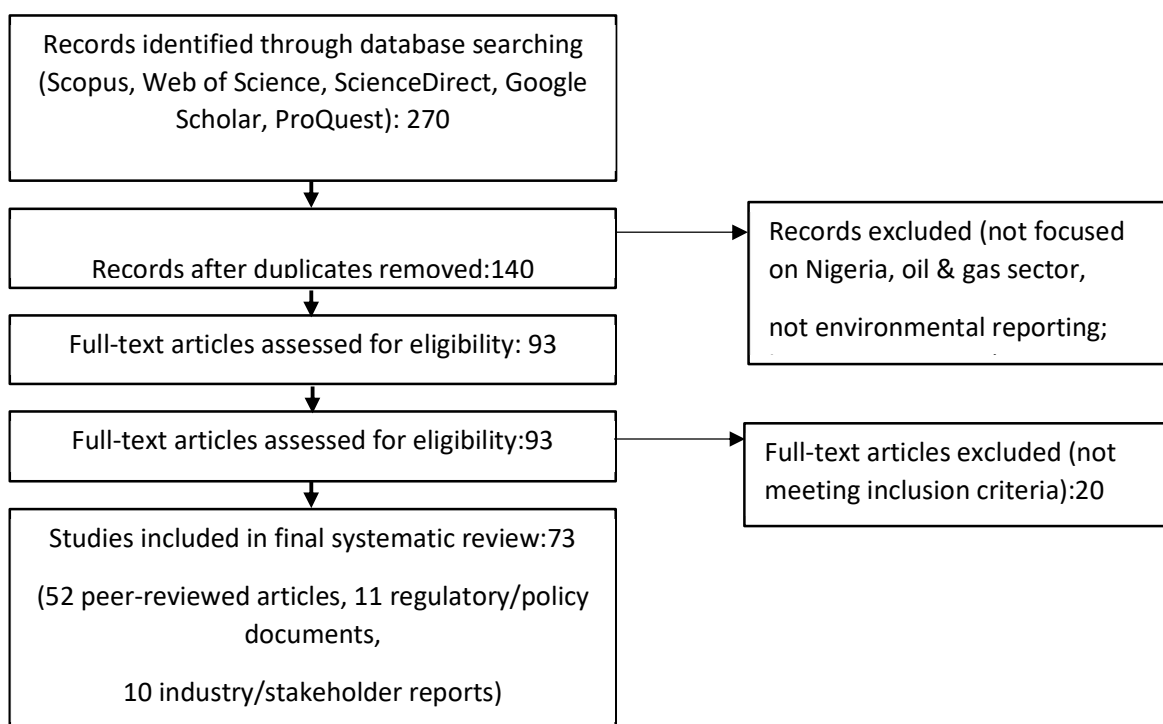 Records identified through database searching
(Scopus, Web of Science, ScienceDirect, Google
Scholar, ProQuest): 270
Records after duplicates removed:140
Records excluded (not focused
on Nigeria, oil & gas sector,
not environmental reporting;
Full-text articles assessed for eligibility: 93
Full-text articles assessed for eligibility:93
Full-text articles excluded (not
meeting inclusion criteria):20
Studies included in final systematic review:73
(52 peer-reviewed articles, 11 regulatory/policy
documents,
10 industry/stakeholder reports)